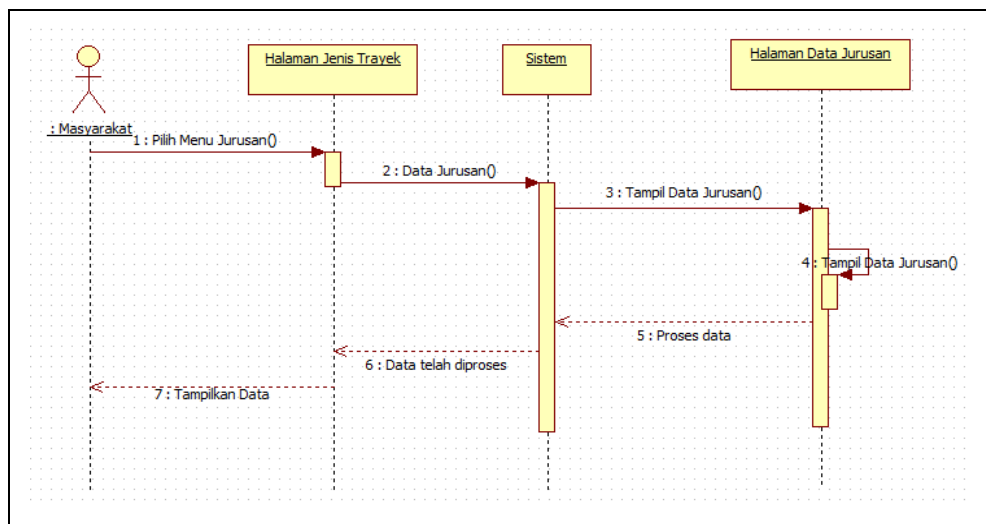 Halaman Jenis Trayek
Sistem
Halaman Data Jurusan
: Masyarakat
1 : Pilih Menu Jurusan()
2 : Data Jurusan()
3 : Tampil Data Jurusan()
4 : Tampil Data Jurusan()
5 : Proses data
6 : Data telah diproses
7 : Tampilkan Data